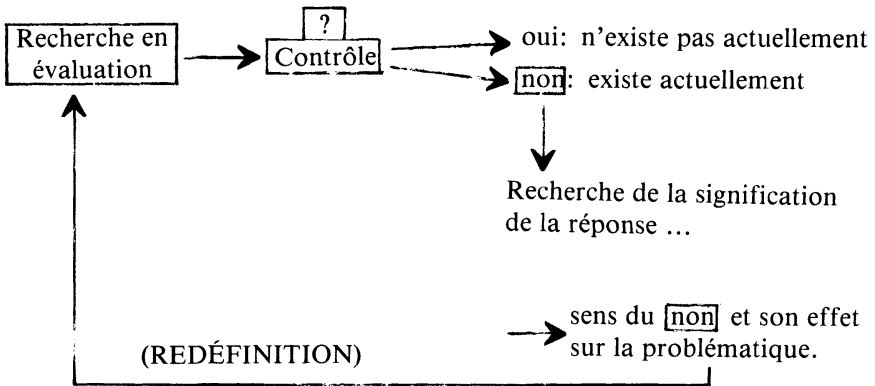 Recherche en
évaluation
?
Contrôle
oui: n'existe pas actuellement
non: existe actuellement
Recherche de la signification
de la réponse ...
sens du non et son effet
sur la problématique.
(REDÉFINITION)